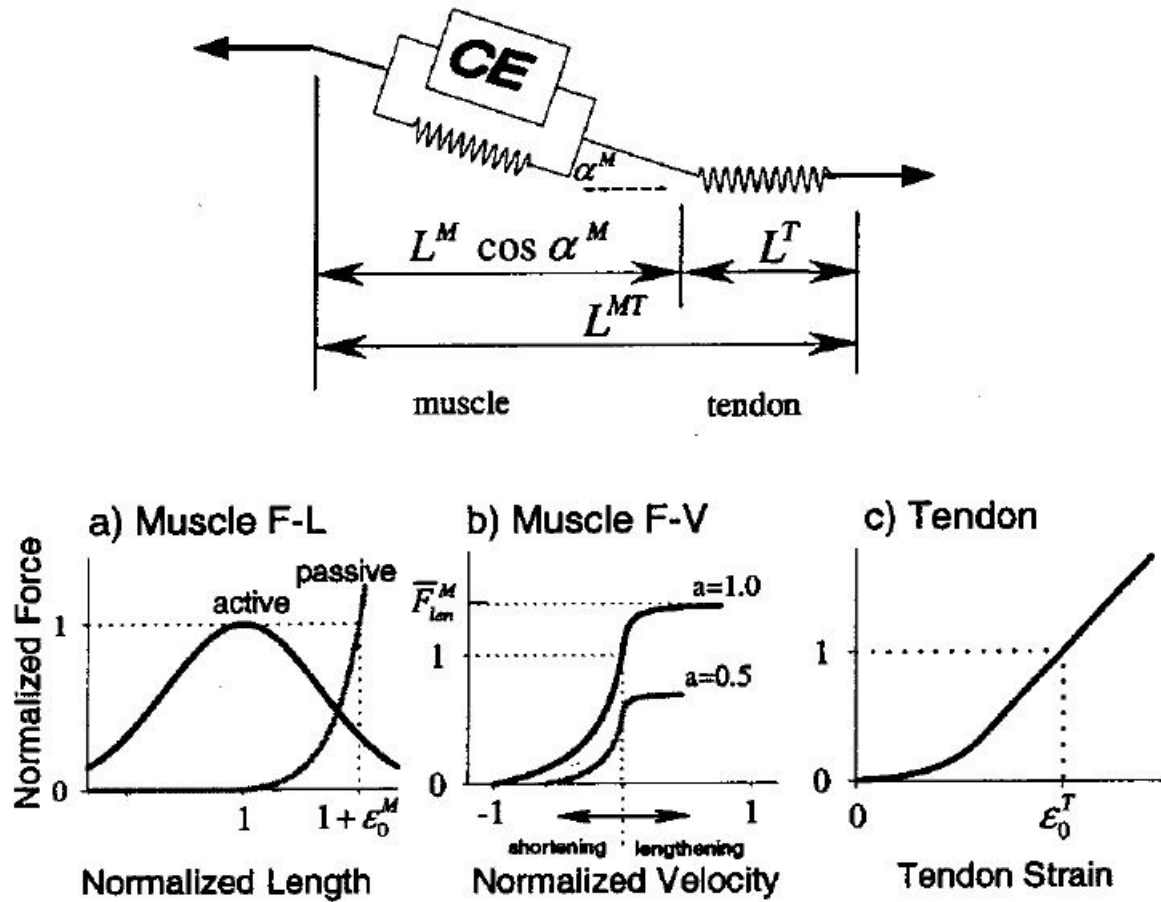 CE
α^M
L^M cos α^M
L^T
L^MT
muscle tendon
a) Muscle F-L
b) Muscle F-V
c) Tendon
Normalized Force
active
passive
1
0
1
1 + ε_0^M
Normalized Length
F̅_len^M
1
0
a=1.0
a=0.5
-1
1
shortening lengthening
Normalized Velocity
1
0
0
ε_0^T
Tendon Strain